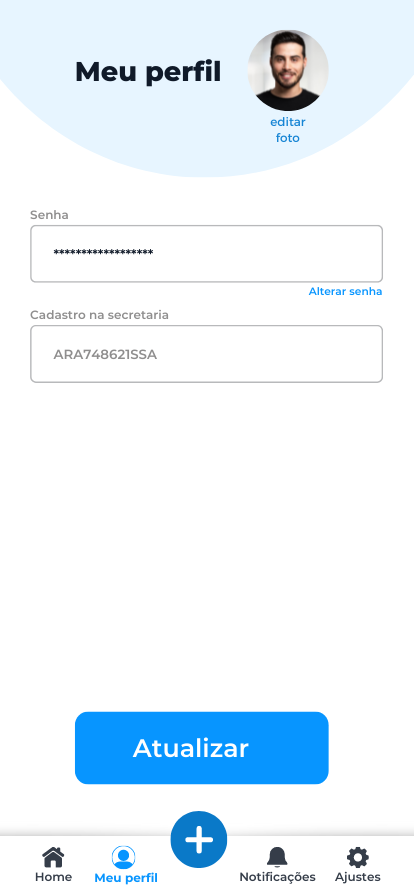 Meu perfil
editar
foto
Senha
******************
Alterar senha
Cadastro na secretaria
ARA748621SSA
Atualizar
Home
Meu perfil
Notificações
Ajustes